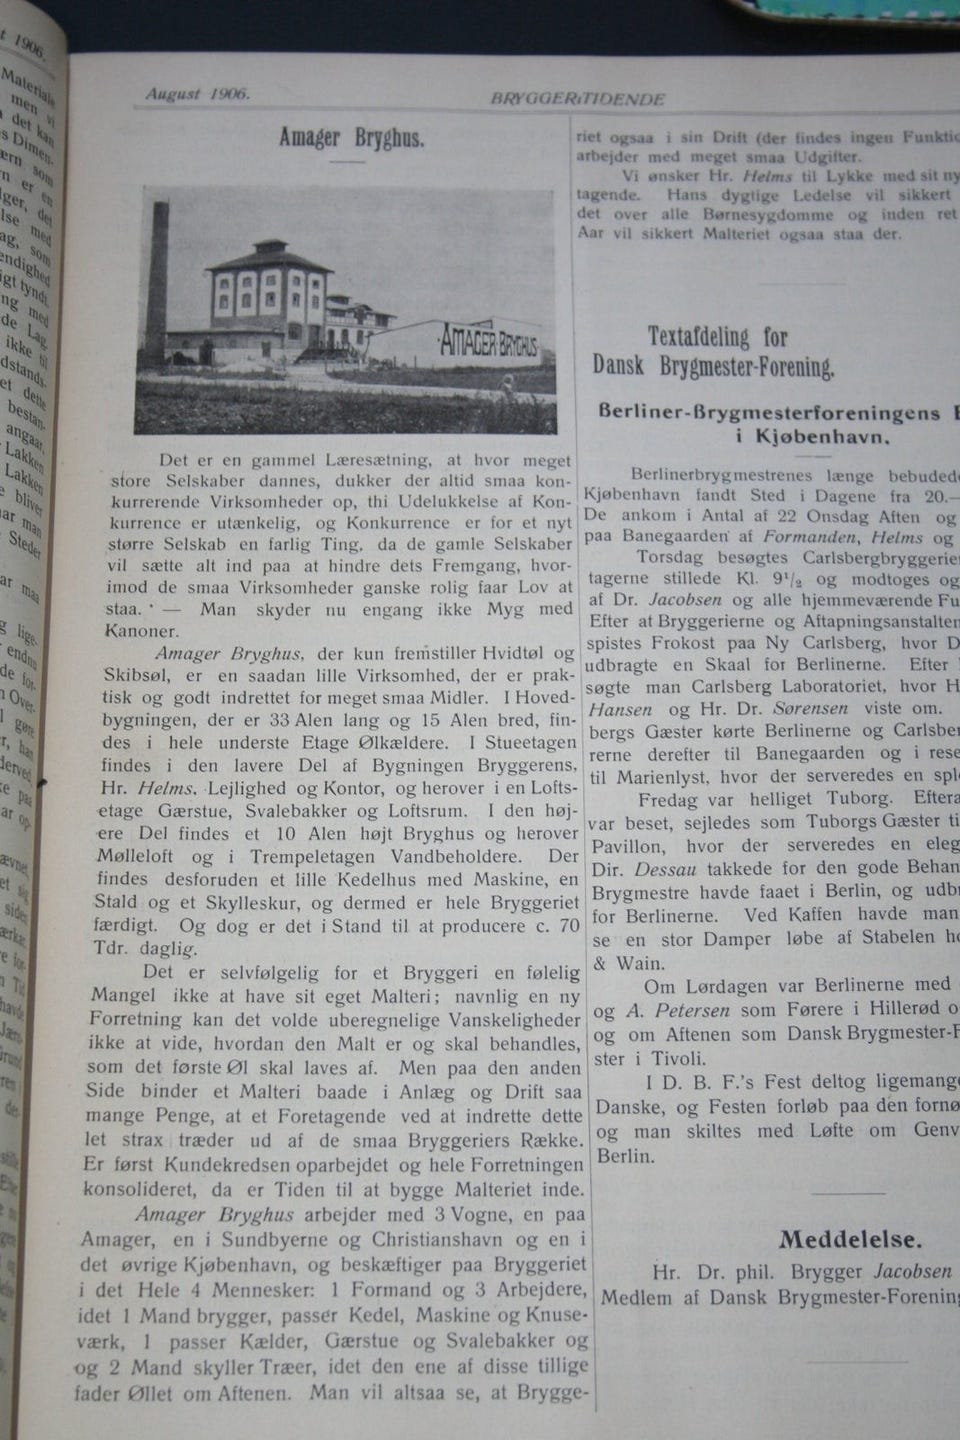 August 1906.
BRYGGERITIDENDE
Amager Bryghus.
AMAGER-BRYGHUS
Det er en gammel Læresætning, at hvor meget
store Selskaber dannes, dukker der altid smaa kon-
kurrerende Virksomheder op, thi Udelukkelse af Kon-
kurrence er utænkelig, og Konkurrence er for et nyt
større Selskab en farlig Ting, da de gamle Selskaber
vil sætte alt ind paa at hindre dets Fremgang, hvor-
imod de smaa Virksomheder ganske rolig faar Lov at
staa. — Man skyder nu engang ikke Myg med
Kanoner.
Amager Bryghus, der kun fremstiller Hvidtøl og
Skibsøl, er en saadan lille Virksomhed, der er prak-
tisk og godt indrettet for meget smaa Midler. I Hoved-
bygningen, der er 33 Alen lang og 15 Alen bred, fin-
des i hele underste Etage Ølkældere. I Stueetagen
findes i den lavere Del af Bygningen Bryggerens,
Hr. Helms, Lejlighed og Kontor, og herover i en Lofts-
etage Gærstue, Svalebakker og Loftsrum. I den høj-
ere Del findes et 10 Alen højt Bryghus og herover
Mølleloft og i Trempeletagen Vandbeholdere. Der
findes desforuden et lille Kedelhus med Maskine, en
Stald og et Skylleskur, og dermed er hele Bryggeriet
færdigt. Og dog er det i Stand til at producere c. 70
Tdr. daglig.
Det er selvfølgelig for et Bryggeri en følelig
Mangel ikke at have sit eget Malteri; navnlig en ny
Forretning kan det volde uberegnelige Vanskeligheder
ikke at vide, hvordan den Malt er og skal behandles,
som det første Øl skal laves af. Men paa den anden
Side binder et Malteri baade i Anlæg og Drift saa
mange Penge, at et Foretagende ved at indrette dette
let strax træder ud af de smaa Bryggeriers Række.
Er først Kundekredsen oparbejdet og hele Forretningen
konsolideret, da er Tiden til at bygge Malteriet inde.
Amager Bryghus arbejder med 3 Vogne, en paa
Amager, en i Sundbyerne og Christianshavn og en i
det øvrige Kjøbenhavn, og beskæftiger paa Bryggeriet
i det Hele 4 Mennesker: 1 Formand og 3 Arbejdere,
idet 1 Mand brygger, passer Kedel, Maskine og Knuse-
værk, 1 passer Kælder, Gærstue og Svalebakker og
og 2 Mand skyller Træer, idet den ene af disse tillige
fader Øllet om Aftenen. Man vil altsaa se, at Brygge-
riet ogsaa i sin Drift (der findes ingen Funktio
arbejder med meget smaa Udgifter.
Vi ønsker Hr. Helms til Lykke med sit ny
tagende. Hans dygtige Ledelse vil sikkert
det over alle Børnesygdomme og inden ret
Aar vil sikkert Malteriet ogsaa staa der.
Textafdeling for
Dansk Brygmester-Forening.
Berliner-Brygmesterforeningens
i Kjøbenhavn.
Berlinerbrygmestrenes længe bebudede
Kjøbenhavn fandt Sted i Dagene fra 20.—
De ankom i Antal af 22 Onsdag Aften og
paa Banegaarden af Formanden, Helms og
Torsdag besøgtes Carlsbergbryggerie
tagerne stillede Kl. 9½ og modtoges og
af Dr. Jacobsen og alle hjemmeværende Fu
Efter at Bryggerierne og Aftapningsanstalten
spistes Frokost paa Ny Carlsberg, hvor D
udbragte en Skaal for Berlinerne. Efter
søgte man Carlsberg Laboratoriet, hvor H
Hansen og Hr. Dr. Sørensen viste om.
bergs Gæster kørte Berlinerne og Carlsber
rerne derefter til Banegaarden og i rese
til Marienlyst, hvor der serveredes en spl
Fredag var helliget Tuborg. Eftera
var beset, sejledes som Tuborgs Gæster ti
Pavillon, hvor der serveredes en eleg
Dir. Dessau takkede for den gode Behan
Brygmestre havde faaet i Berlin, og udb
for Berlinerne. Ved Kaffen havde man
se en stor Damper løbe af Stabelen h
& Wain.
Om Lørdagen var Berlinerne med
og A. Petersen som Førere i Hillerød o
og om Aftenen som Dansk Brygmester-F
ster i Tivoli.
I D. B. F.'s Fest deltog ligemang
Danske, og Festen forløb paa den fornø
og man skiltes med Løfte om Genv
Berlin.
Meddelelse.
Hr. Dr. phil. Brygger Jacobsen
Medlem af Dansk Brygmester-Forening